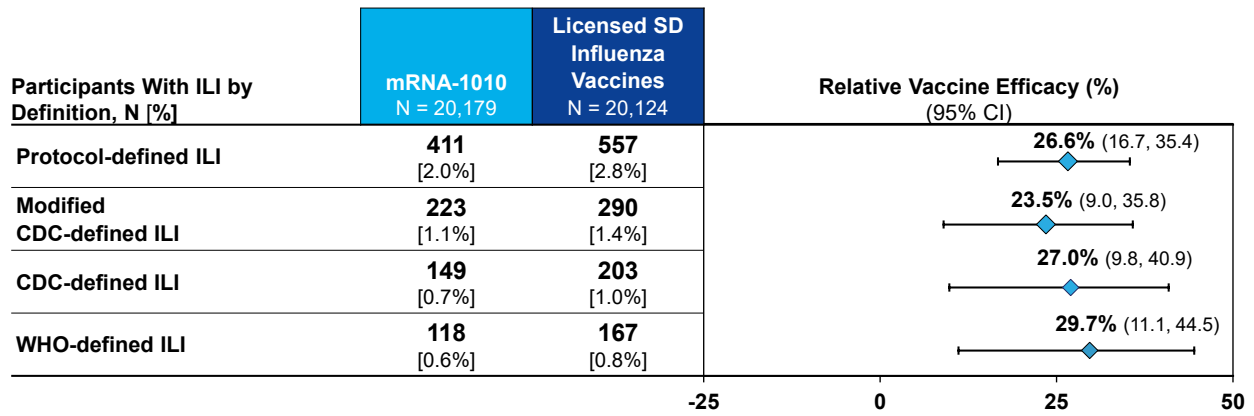 Participants With ILI by
Definition, N [%]
mRNA-1010
N = 20,179
Licensed SD
Influenza
Vaccines
N = 20,124
Relative Vaccine Efficacy (%)
(95% CI)
Protocol-defined ILI
411
[2.0%]
557
[2.8%]
26.6% (16.7, 35.4)
Modified
CDC-defined ILI
223
[1.1%]
290
[1.4%]
23.5% (9.0, 35.8)
CDC-defined ILI
149
[0.7%]
203
[1.0%]
27.0% (9.8, 40.9)
WHO-defined ILI
118
[0.6%]
167
[0.8%]
29.7% (11.1, 44.5)
-25 0 25 50